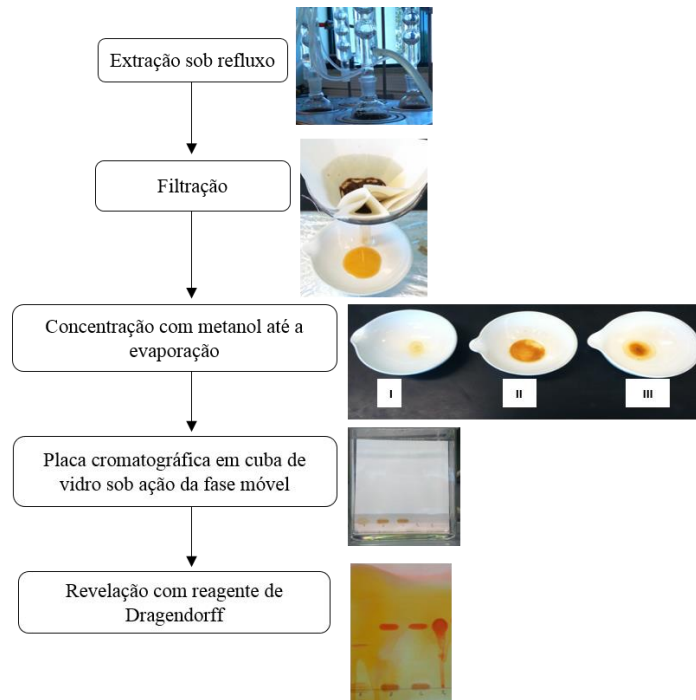 Extração sob refluxo
Filtração
Concentração com metanol até a
evaporação
I
II
III
Placa cromatográfica em cuba de
vidro sob ação da fase móvel
Revelação com reagente de
Dragendorff